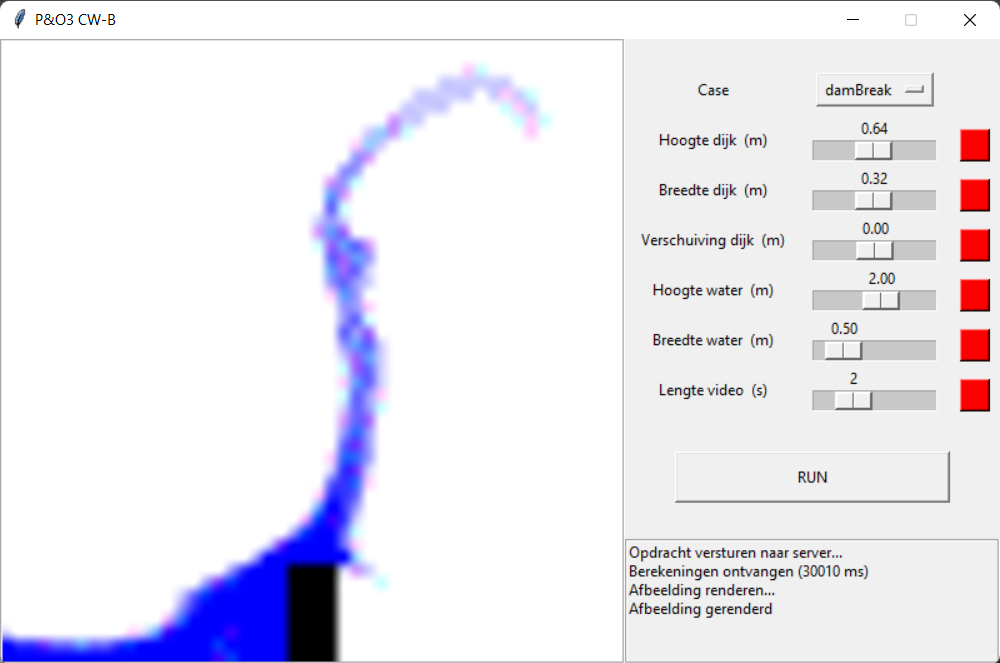 P&O3 CW-B
Case
damBreak
0.64
Hoogte dijk (m)
0.32
Breedte dijk (m)
0.00
Verschuiving dijk (m)
2.00
Hoogte water (m)
0.50
Breedte water (m)
2
Lengte video (s)
RUN
Opdracht versturen naar server...
Berekeningen ontvangen (30010 ms)
Afbeelding renderen...
Afbeelding gerenderd